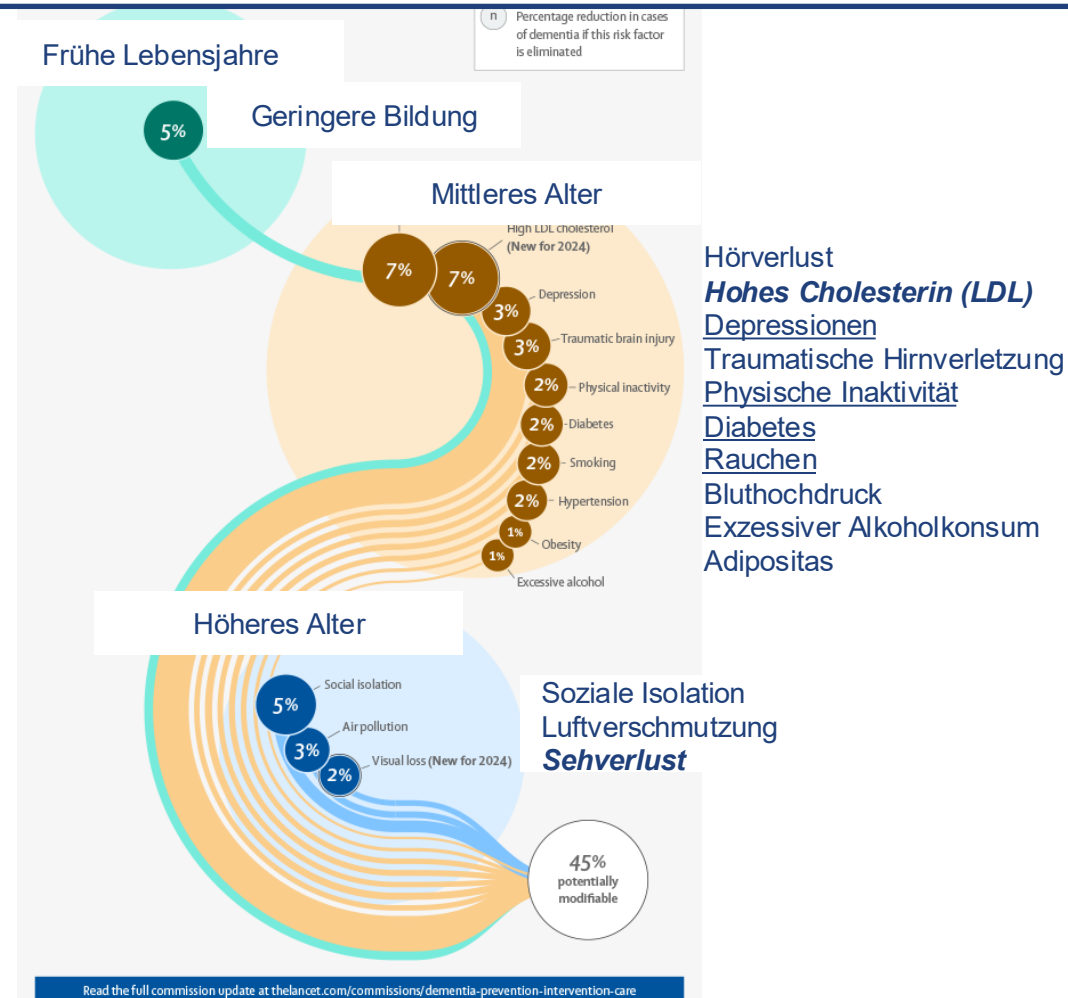 n Percentage reduction in cases
of dementia if this risk factor
is eliminated
Frühe Lebensjahre
Geringere Bildung
5%
Mittleres Alter
High LDL cholesterol
(New for 2024)
7%
7%
Depression
3%
Traumatic brain injury
3%
Physical inactivity
2%
Diabetes
2%
Smoking
2%
Hypertension
2%
Obesity
1%
Excessive alcohol
1%
Hörverlust
Hohes Cholesterin (LDL)
Depressionen
Traumatische Hirnverletzung
Physische Inaktivität
Diabetes
Rauchen
Bluthochdruck
Exzessiver Alkoholkonsum
Adipositas
Höheres Alter
Social isolation
5%
Air pollution
3%
Visual loss (New for 2024)
2%
Soziale Isolation
Luftverschmutzung
Sehverlust
45%
potentially
modifiable
Read the full commission update at thelancet.com/commissions/dementia-prevention-intervention-care